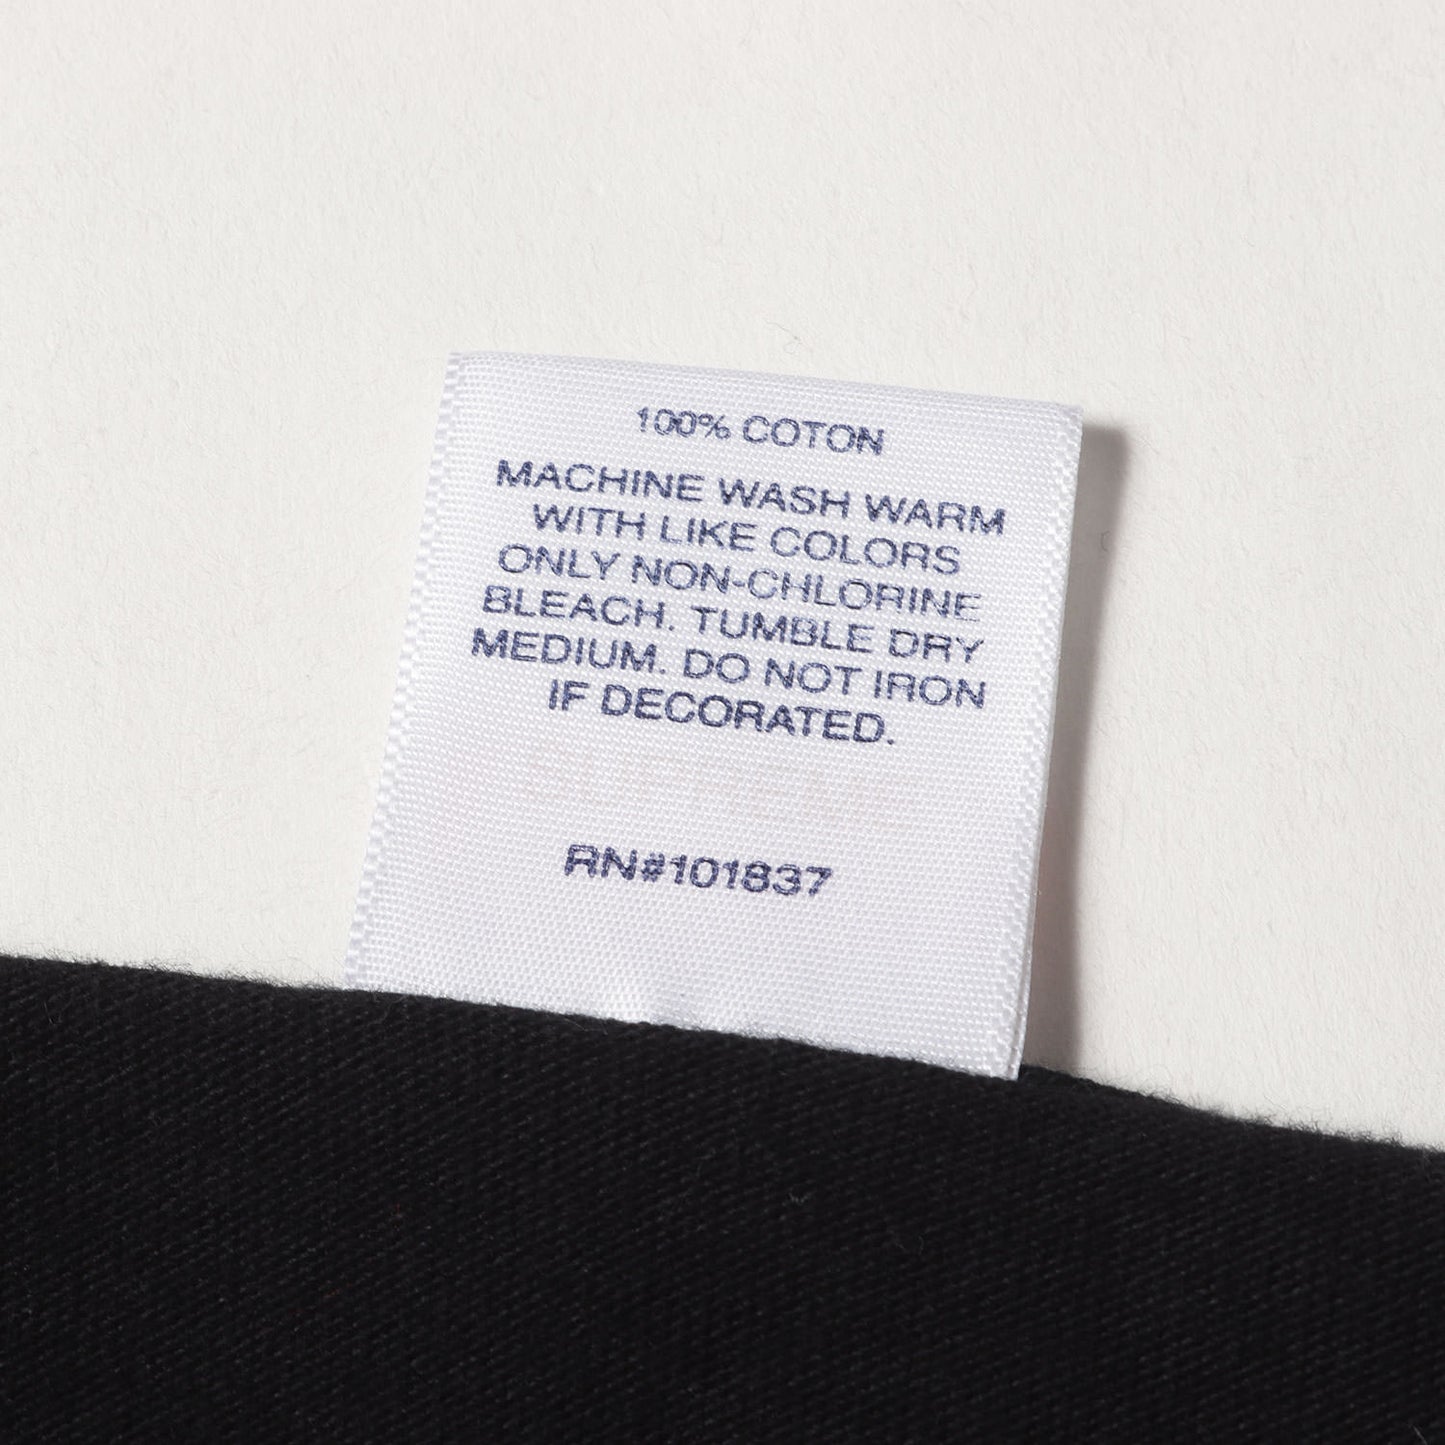 100% COTON
MACHINE WASH WARM
WITH LIKE COLORS
ONLY NON-CHLORINE
BLEACH. TUMBLE DRY
MEDIUM. DO NOT IRON
IF DECORATED.
SUPREME
RN#101837